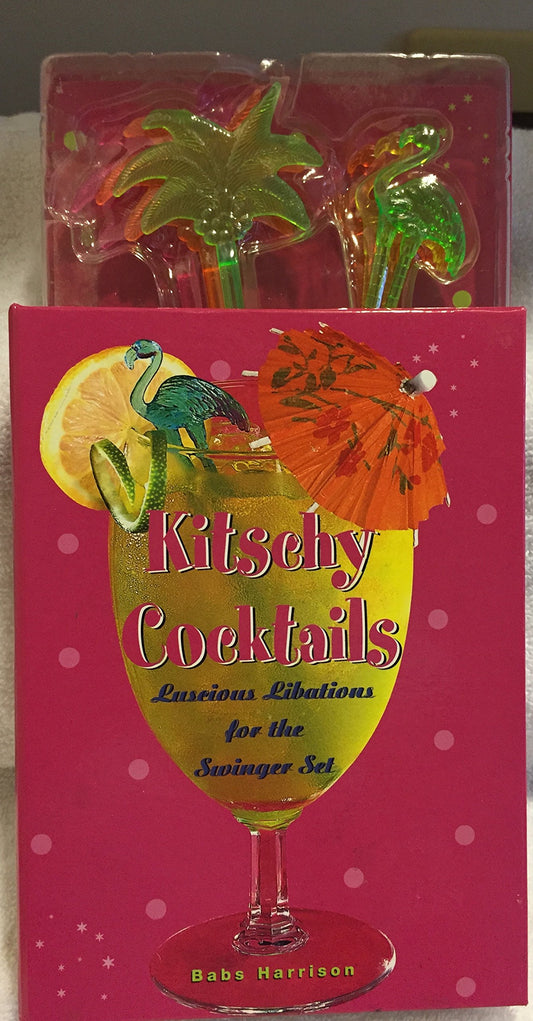 Kitschy
Cocktails
Luscious Libations
for the
Swinger Set
Babs Harrison